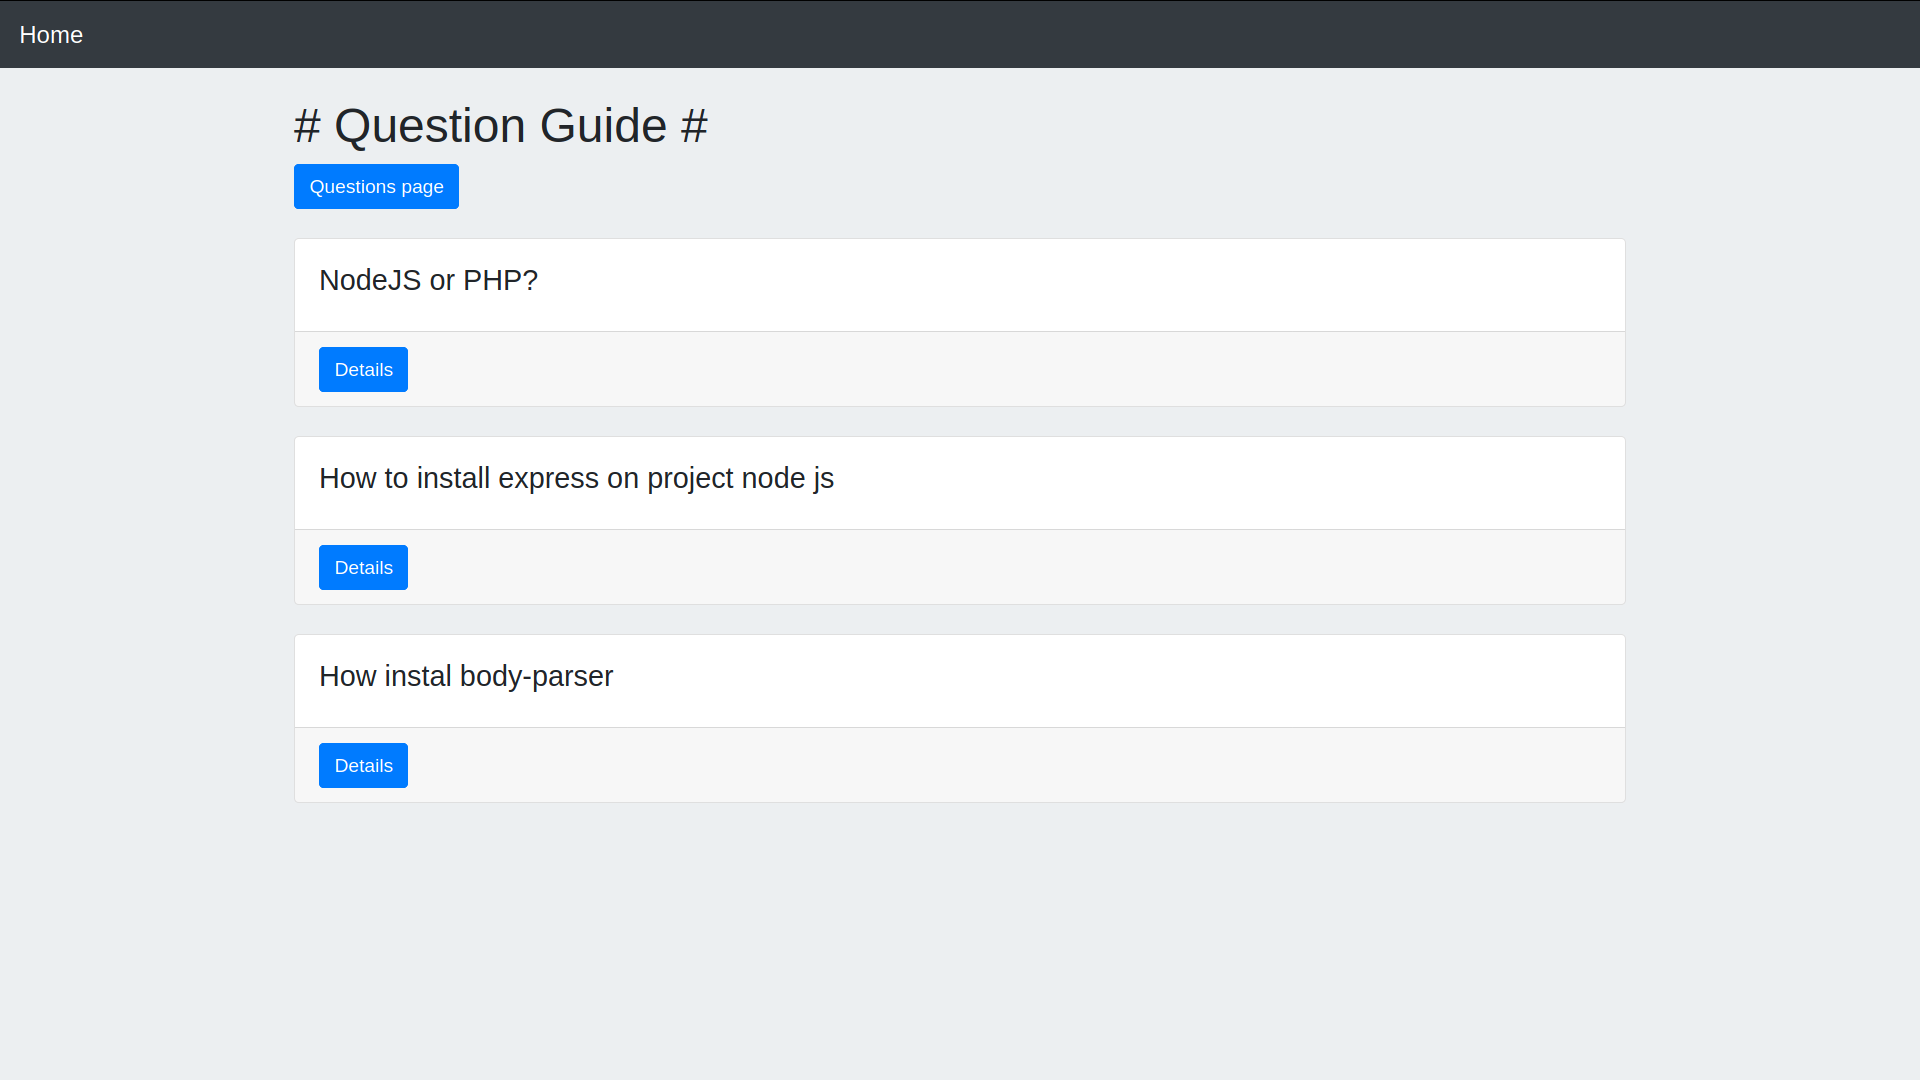 Home
# Question Guide #
Questions page
NodeJS or PHP?
Details
How to install express on project node js
Details
How instal body-parser
Details